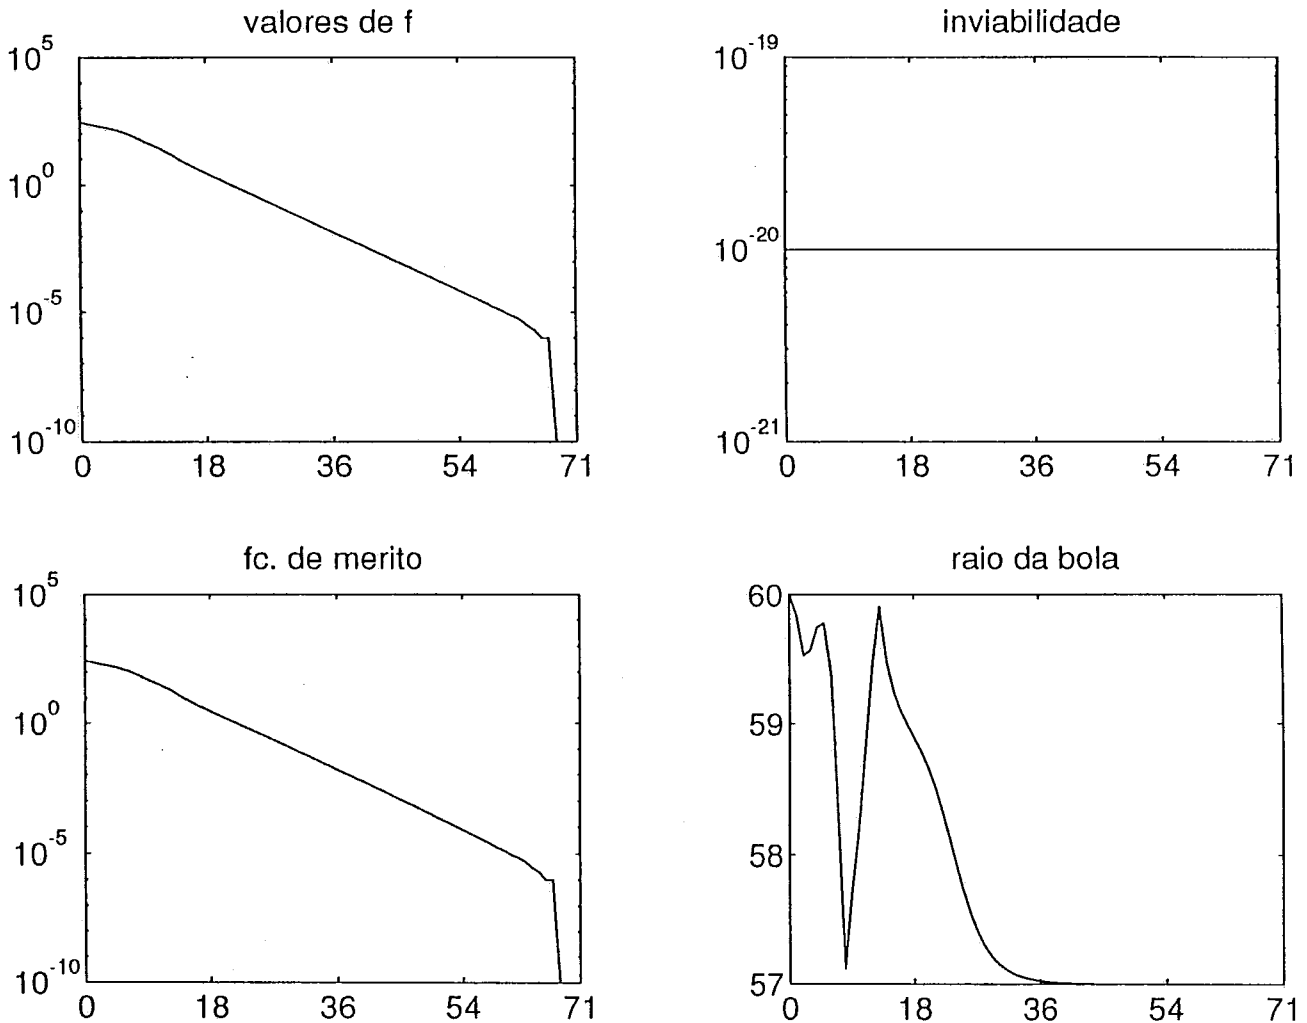 valores de f
10^5
10^0
10^-5
10^-10
0 18 36 54 71
inviabilidade
10^-19
10^-20
10^-21
0 18 36 54 71
fc. de merito
10^5
10^0
10^-5
10^-10
0 18 36 54 71
raio da bola
60
59
58
57
0 18 36 54 71